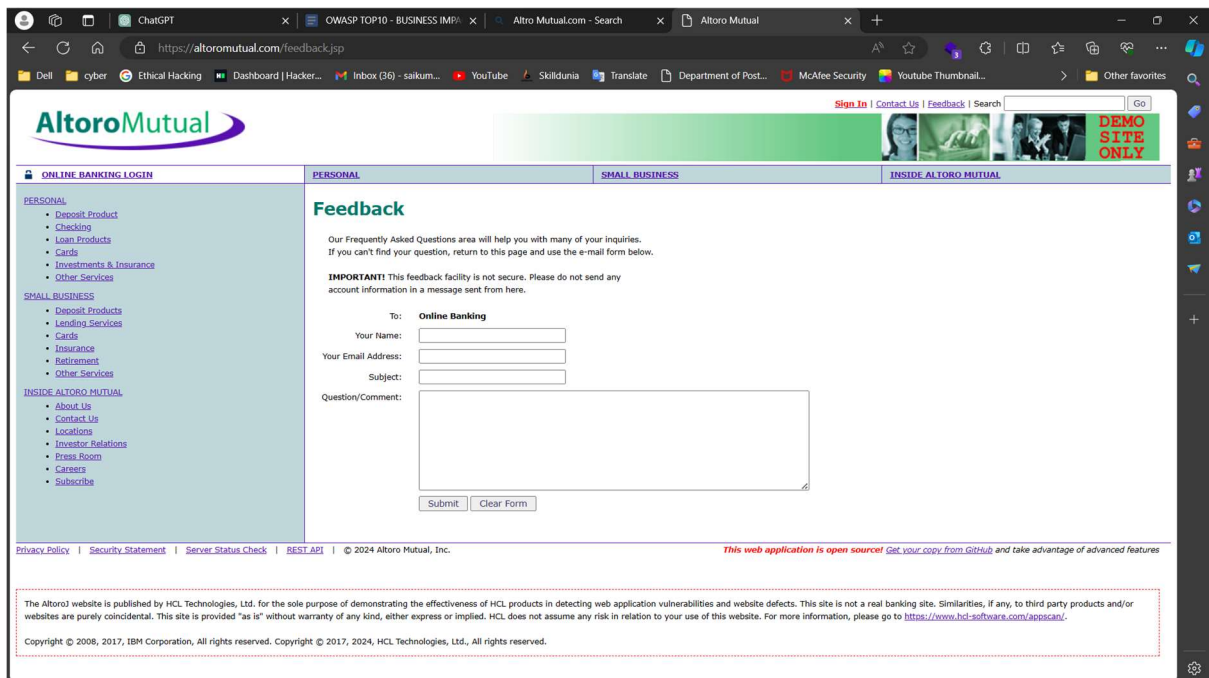 ChatGPT
OWASP TOP10 - BUSINESS IMPA
Altro Mutual.com - Search
Altoro Mutual
https://altoromutual.com/feedback.jsp
Dell cyber Ethical Hacking Dashboard | Hacker... Inbox (36) - saikum... YouTube Skilldunia Translate Department of Post... McAfee Security Youtube Thumbnail... Other favorites
Sign In | Contact Us | Feedback | Search Go
AltoroMutual
DEMO
SITE
ONLY
ONLINE BANKING LOGIN PERSONAL SMALL BUSINESS INSIDE ALTORO MUTUAL
PERSONAL
Deposit Product
Checking
Loan Products
Cards
Investments & Insurance
Other Services
SMALL BUSINESS
Deposit Products
Lending Services
Cards
Insurance
Retirement
Other Services
INSIDE ALTORO MUTUAL
About Us
Contact Us
Locations
Investor Relations
Press Room
Careers
Subscribe
Feedback
Our Frequently Asked Questions area will help you with many of your inquiries.
If you can't find your question, return to this page and use the e-mail form below.
IMPORTANT! This feedback facility is not secure. Please do not send any
account information in a message sent from here.
To: Online Banking
Your Name:
Your Email Address:
Subject:
Question/Comment:
Submit Clear Form
Privacy Policy | Security Statement | Server Status Check | REST API | © 2024 Altoro Mutual, Inc. This web application is open source! Get your copy from GitHub and take advantage of advanced features
The AltoroJ website is published by HCL Technologies, Ltd. for the sole purpose of demonstrating the effectiveness of HCL products in detecting web application vulnerabilities and website defects. This site is not a real banking site. Similarities, if any, to third party products and/or
websites are purely coincidental. This site is provided "as is" without warranty of any kind, either express or implied. HCL does not assume any risk in relation to your use of this website. For more information, please go to https://www.hcl-software.com/appscan/.
Copyright © 2008, 2017, IBM Corporation, All rights reserved. Copyright © 2017, 2024, HCL Technologies, Ltd., All rights reserved.